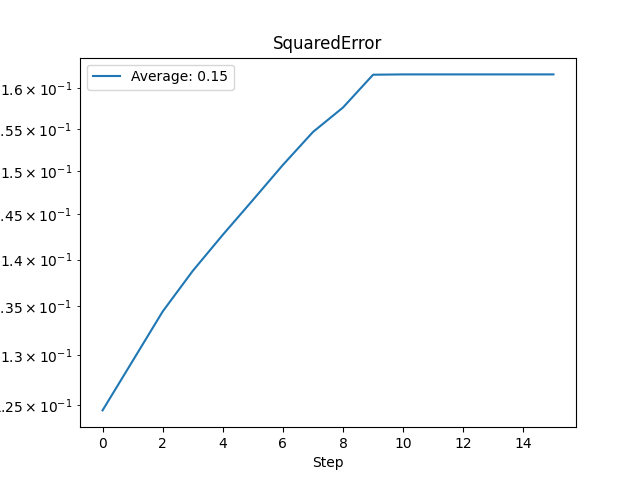 SquaredError
Average: 0.15
1.6 × 10⁻¹
.55 × 10⁻¹
1.5 × 10⁻¹
.45 × 10⁻¹
1.4 × 10⁻¹
.35 × 10⁻¹
1.3 × 10⁻¹
.25 × 10⁻¹
0 2 4 6 8 10 12 14
Step